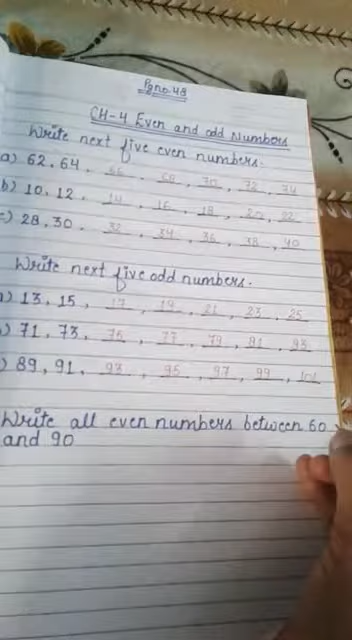 Pg no. 48
CH-4 Even and odd Numbers
Write next five even numbers.
a) 62, 64, 66, 68, 70, 72, 74
b) 10, 12, 14, 16, 18, 20, 22
c) 28, 30, 32, 34, 36, 38, 40
Write next five odd numbers.
) 13, 15, 17, 19, 21, 23, 25
) 71, 73, 75, 77, 79, 81, 93
) 89, 91, 93, 95, 97, 99, 101
Write all even numbers between 60
and 90